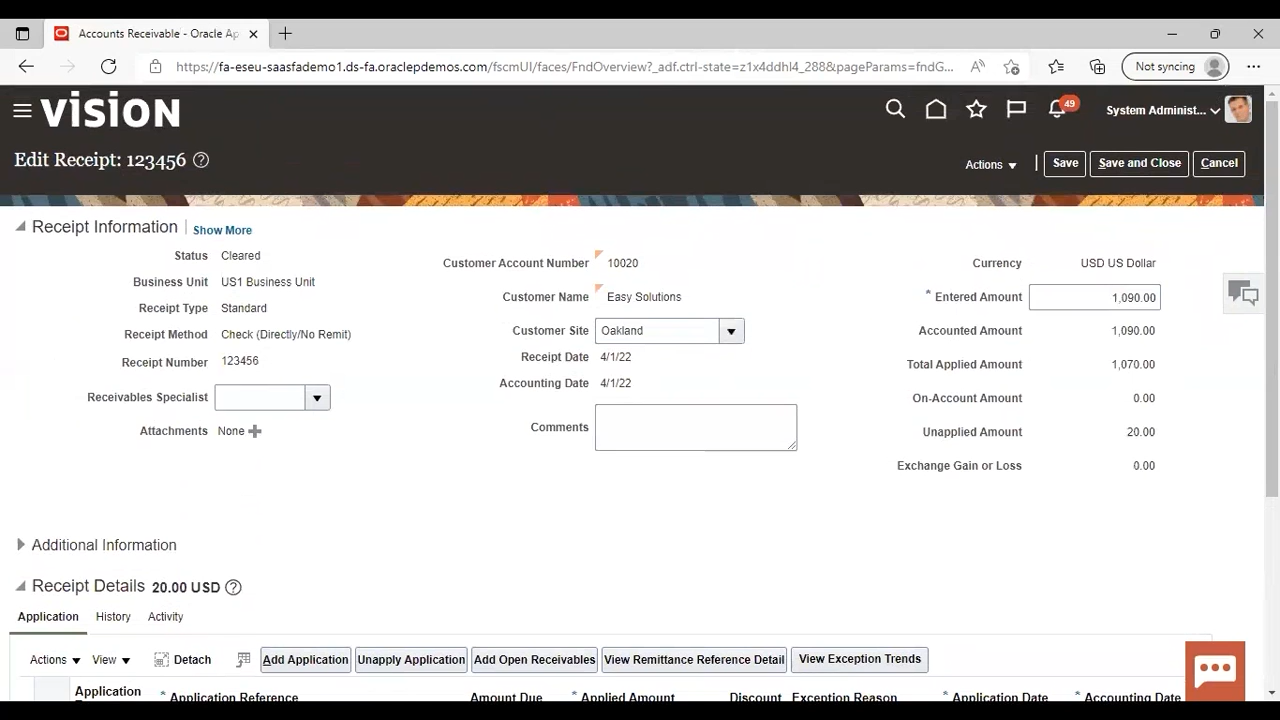 Accounts Receivable - Oracle Ap
https://fa-eseu-saasfademo1.ds-fa.oraclepdemos.com/fscmUI/faces/FndOverview?_adf.ctrl-state=z1x4ddhl4_288&pageParams=fndG...
Not syncing
VISION
49
System Administ...
Edit Receipt: 123456
Actions
Save
Save and Close
Cancel
Receipt Information
Show More
Status Cleared
Business Unit US1 Business Unit
Receipt Type Standard
Receipt Method Check (Directly/No Remit)
Receipt Number 123456
Receivables Specialist
Attachments None
Customer Account Number 10020
Customer Name Easy Solutions
Customer Site Oakland
Receipt Date 4/1/22
Accounting Date 4/1/22
Comments
Currency USD US Dollar
* Entered Amount 1,090.00
Accounted Amount 1,090.00
Total Applied Amount 1,070.00
On-Account Amount 0.00
Unapplied Amount 20.00
Exchange Gain or Loss 0.00
Additional Information
Receipt Details 20.00 USD
Application History Activity
Actions View Detach Add Application Unapply Application Add Open Receivables View Remittance Reference Detail View Exception Trends
Application
* Application Reference Amount Due * Applied Amount Discount Exception Reason * Application Date * Accounting Date